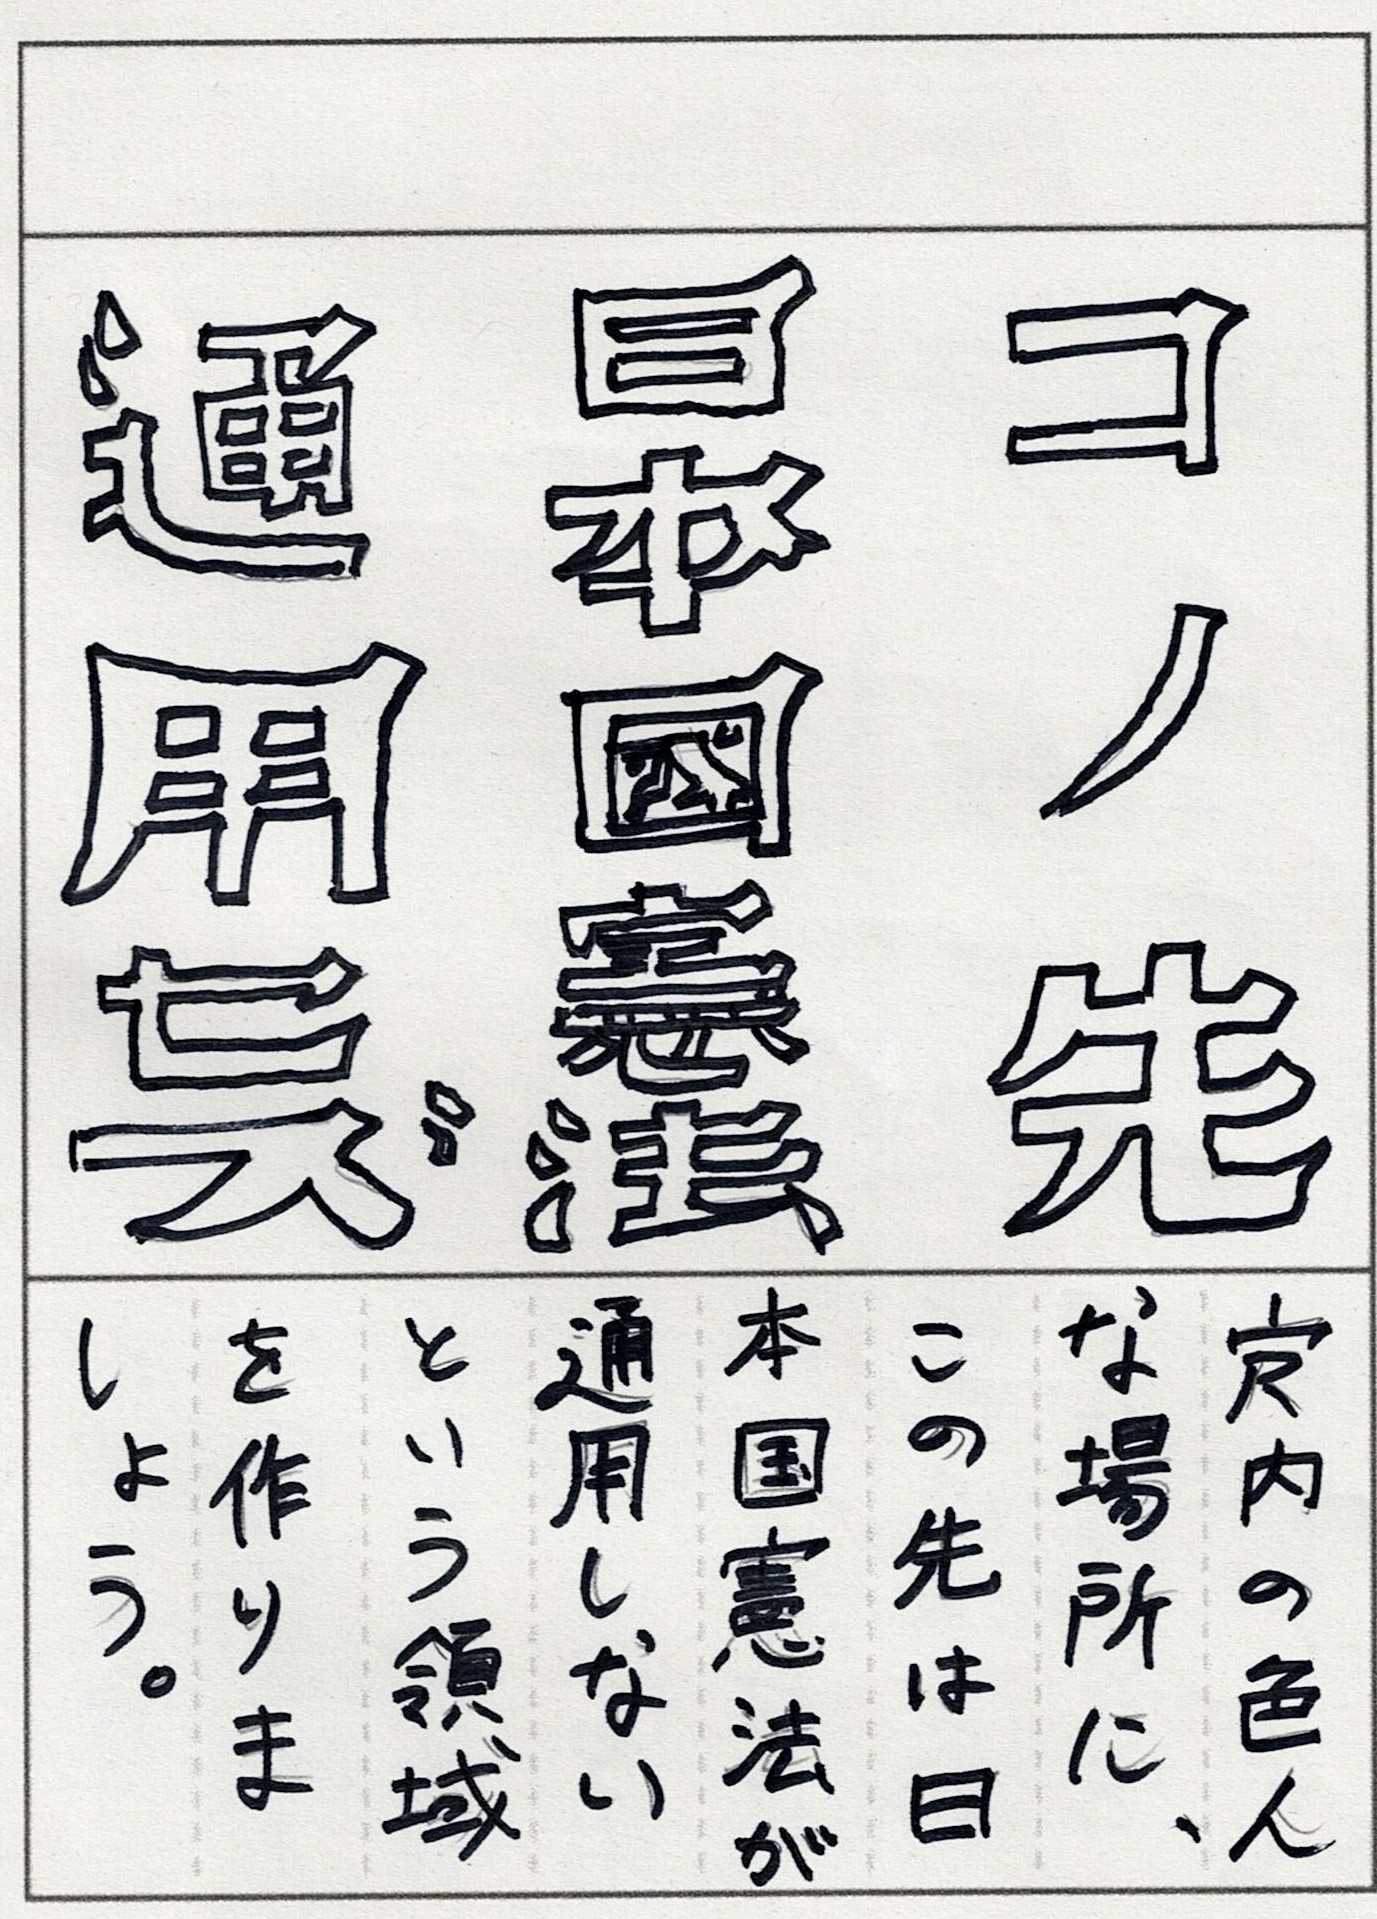 コノ先
日本國憲法
通用セズ
内の色ん
な場所に、
この先は日
本国憲法が
通用しない
という領域
を作りま
しょう。